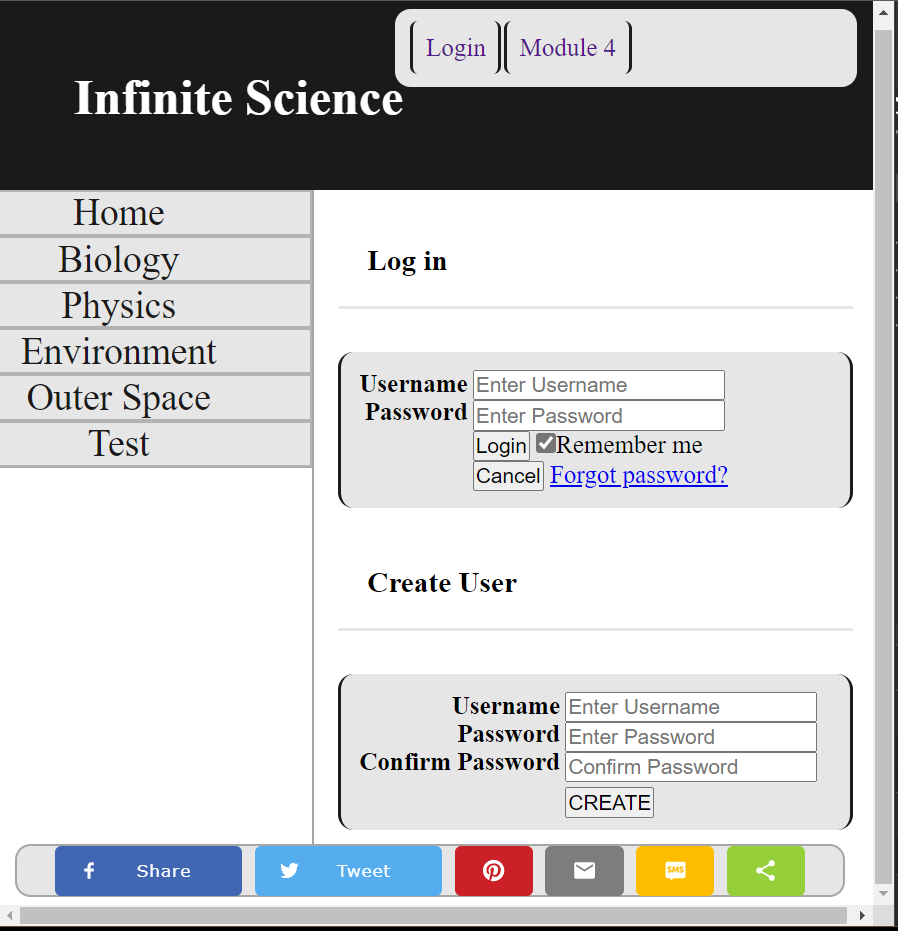 Login Module 4
Infinite Science
Home
Biology
Physics
Environment
Outer Space
Test
Log in
Username Enter Username
Password Enter Password
Login Remember me
Cancel Forgot password?
Create User
Username Enter Username
Password Enter Password
Confirm Password Confirm Password
CREATE
Share Tweet SMS